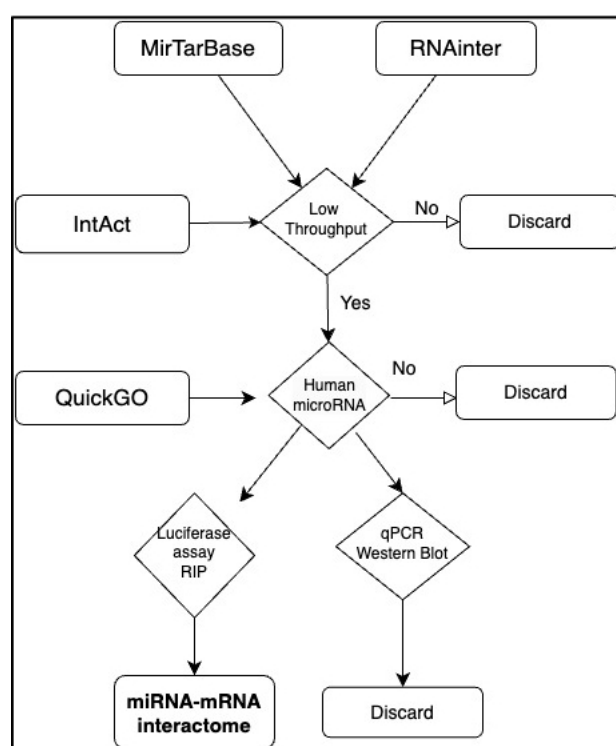 MirTarBase
RNAinter
IntAct
Low
Throughput
No
Discard
Yes
QuickGO
Human
microRNA
No
Discard
Luciferase
assay
RIP
qPCR
Western Blot
miRNA-mRNA
interactome
Discard